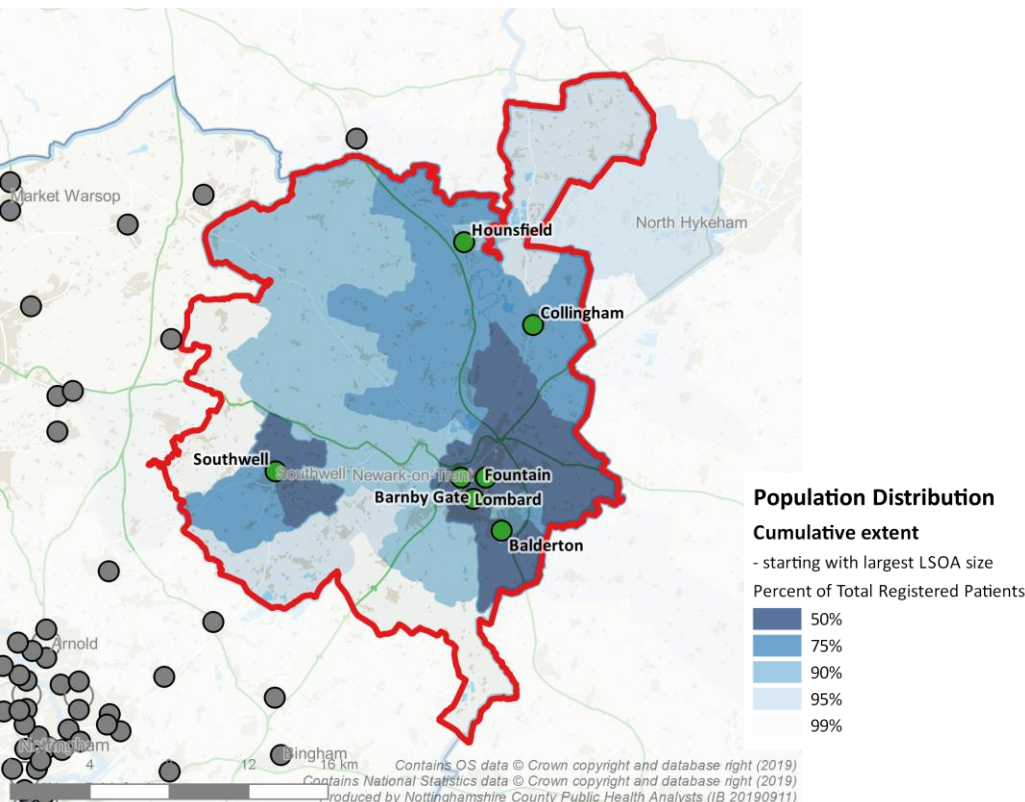 Market Warsop
Hounsfield
North Hykeham
Collingham
Southwell
Southwell
Newark-on-Trent
Fountain
Barnby Gate
Lombard
Balderton
Arnold
Nottingham
Bingham
4
8
12
16 km
Population Distribution
Cumulative extent
- starting with largest LSOA size
Percent of Total Registered Patients
50%
75%
90%
95%
99%
Contains OS data © Crown copyright and database right (2019)
Contains National Statistics data © Crown copyright and database right (2019)
Produced by Nottinghamshire County Public Health Analysts (IB 20190911)